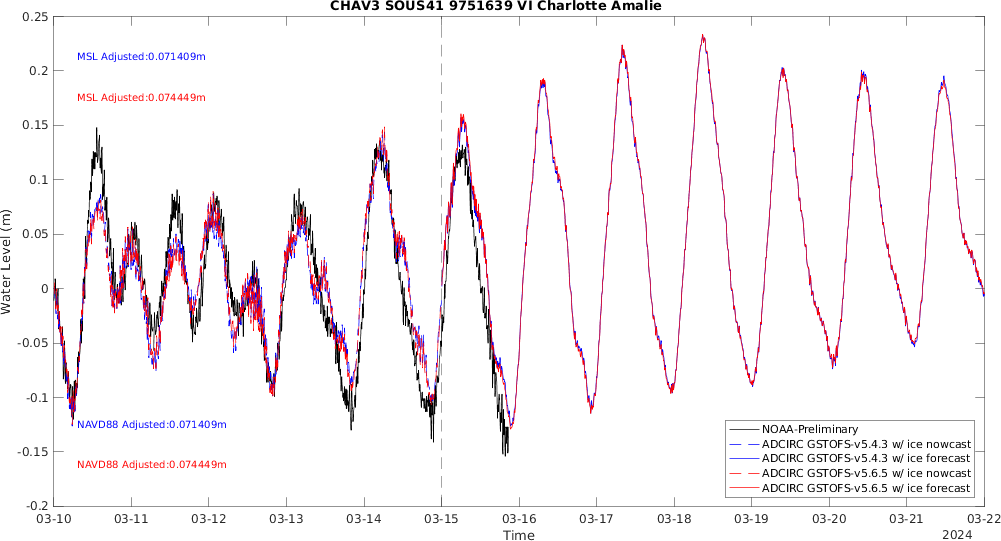 CHAV3 SOUS41 9751639 VI Charlotte Amalie
0.25
0.2
0.15
0.1
0.05
0
-0.05
-0.1
-0.15
-0.2
Water Level (m)
MSL Adjusted:0.071409m
MSL Adjusted:0.074449m
NAVD88 Adjusted:0.071409m
NAVD88 Adjusted:0.074449m
NOAA-Preliminary
ADCIRC GSTOFS-v5.4.3 w/ ice nowcast
ADCIRC GSTOFS-v5.4.3 w/ ice forecast
ADCIRC GSTOFS-v5.6.5 w/ ice nowcast
ADCIRC GSTOFS-v5.6.5 w/ ice forecast
03-10 03-11 03-12 03-13 03-14 03-15 03-16 03-17 03-18 03-19 03-20 03-21 03-22
Time
2024